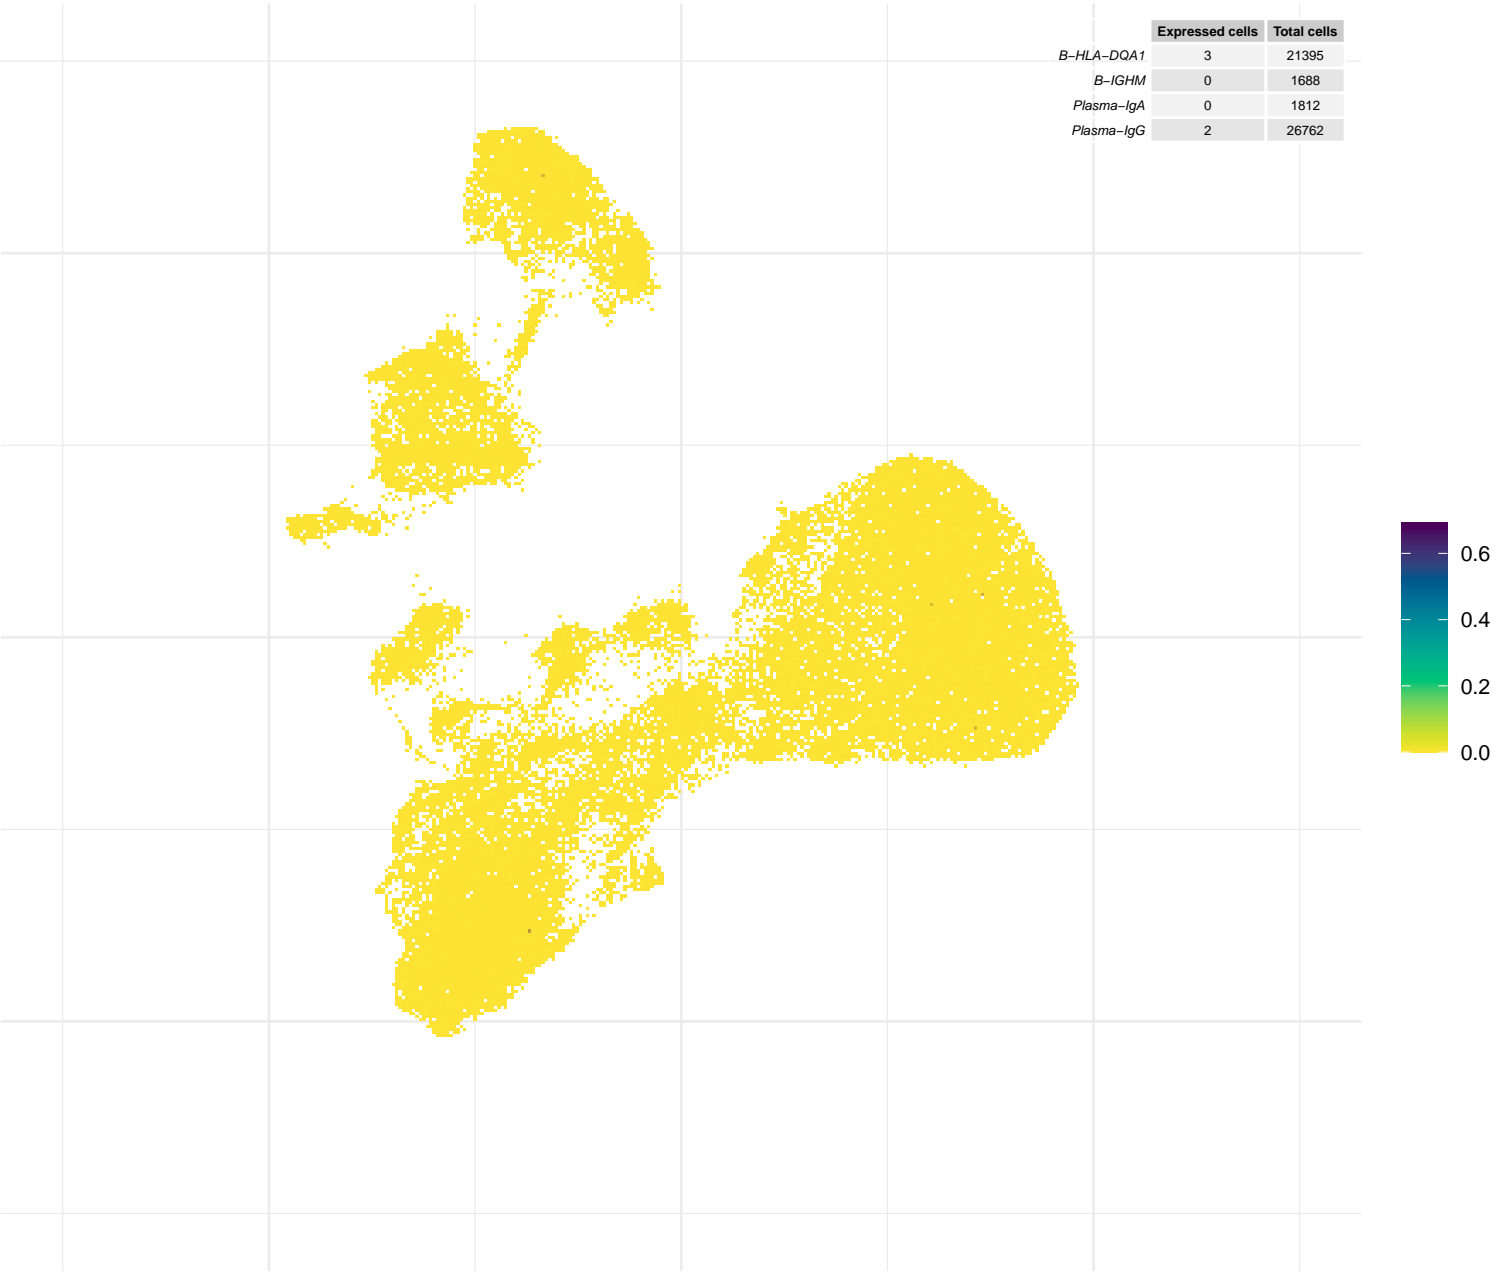 Expressed cells Total cells
B–HLA–DQA1 3 21395
B–IGHM 0 1688
Plasma–IgA 0 1812
Plasma–IgG 2 26762
0.6
0.4
0.2
0.0